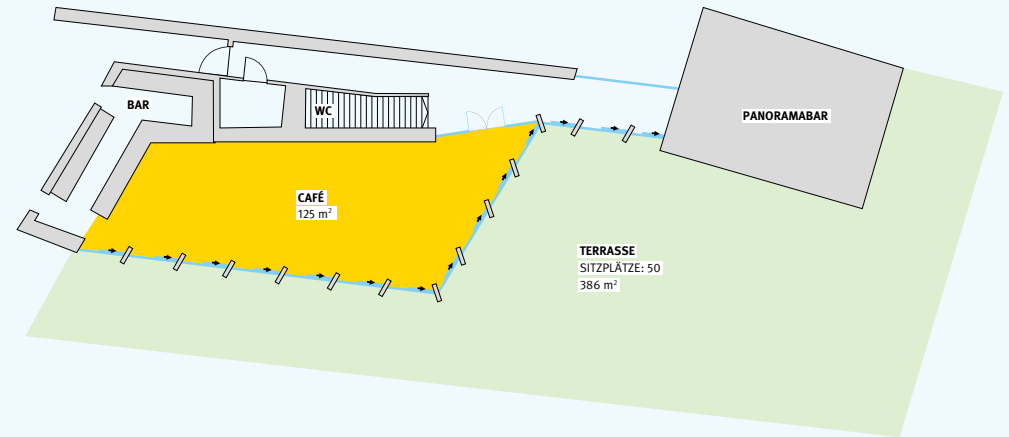 BAR
WC
PANORAMABAR
CAFÉ
125 m²
TERRASSE
SITZPLÄTZE: 50
386 m²